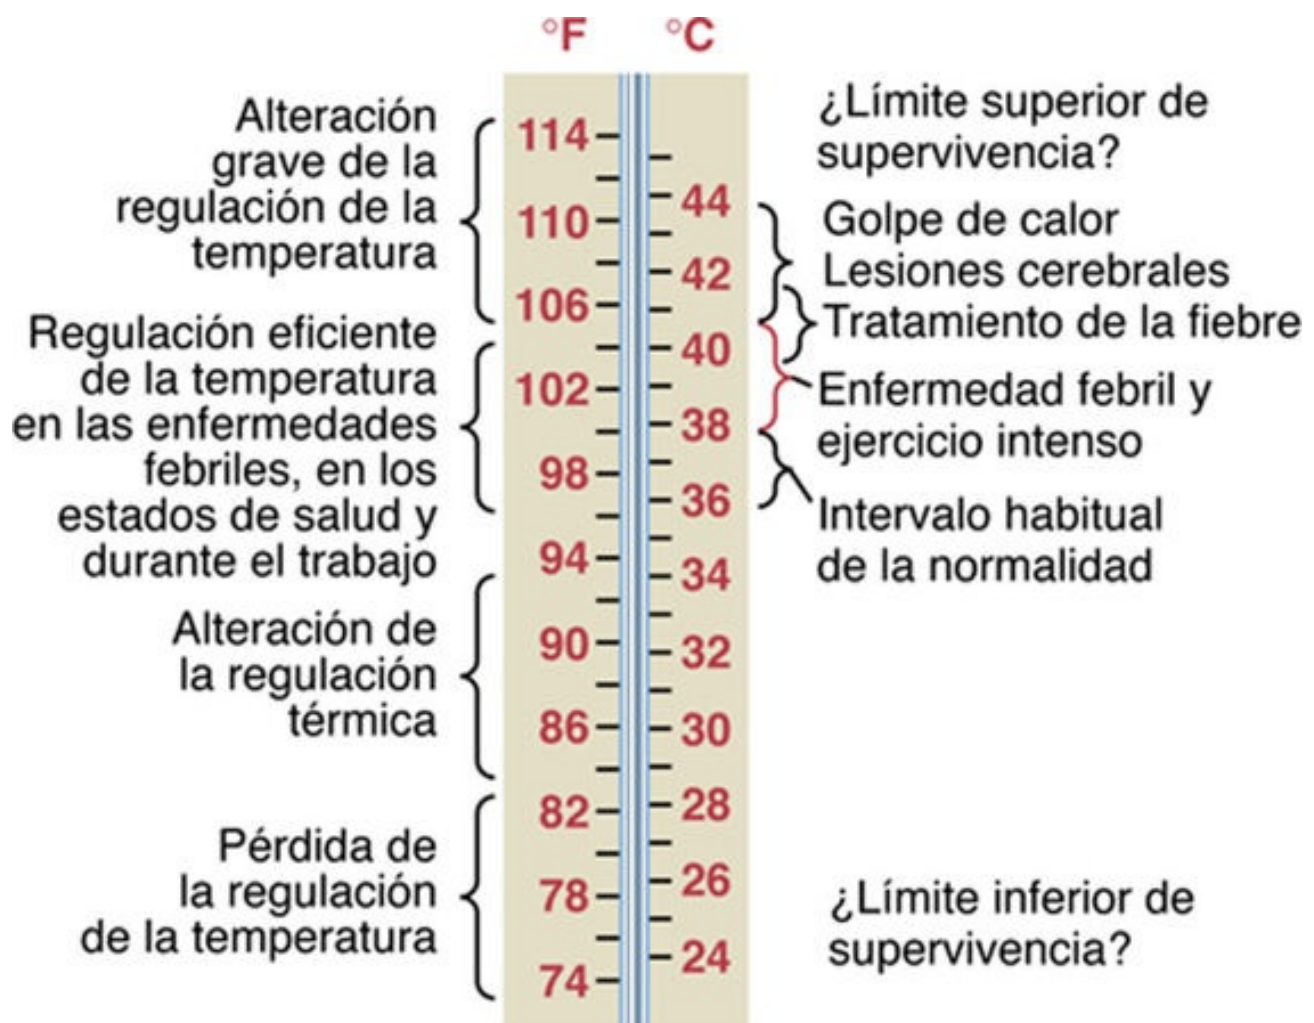 °F °C
Alteración
grave de la
regulación de la
temperatura
Regulación eficiente
de la temperatura
en las enfermedades
febriles, en los
estados de salud y
durante el trabajo
Alteración de
la regulación
térmica
Pérdida de
la regulación
de la temperatura
114
110
106
102
98
94
90
86
82
78
74
44
42
40
38
36
34
32
30
28
26
24
¿Límite superior de
supervivencia?
Golpe de calor
Lesiones cerebrales
Tratamiento de la fiebre
Enfermedad febril y
ejercicio intenso
Intervalo habitual
de la normalidad
¿Límite inferior de
supervivencia?